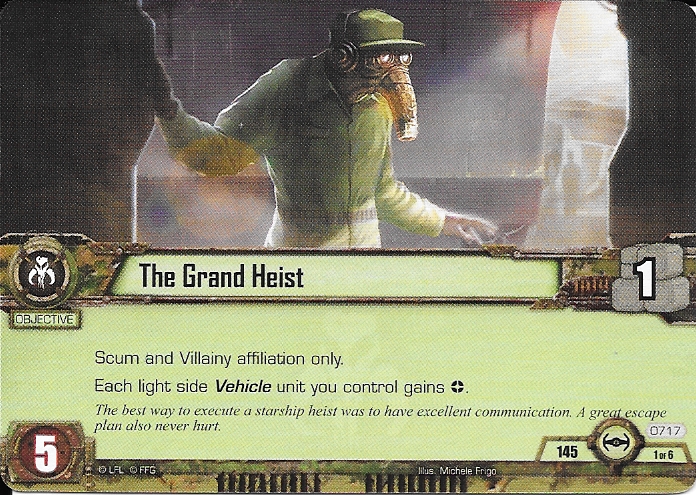 The Grand Heist
1
OBJECTIVE
Scum and Villainy affiliation only.
Each light side Vehicle unit you control gains .
The best way to execute a starship heist was to have excellent communication. A great escape
plan also never hurt.
0717
5
145
1 of 6
© LFL © FFG
Illus. Michele Frigo